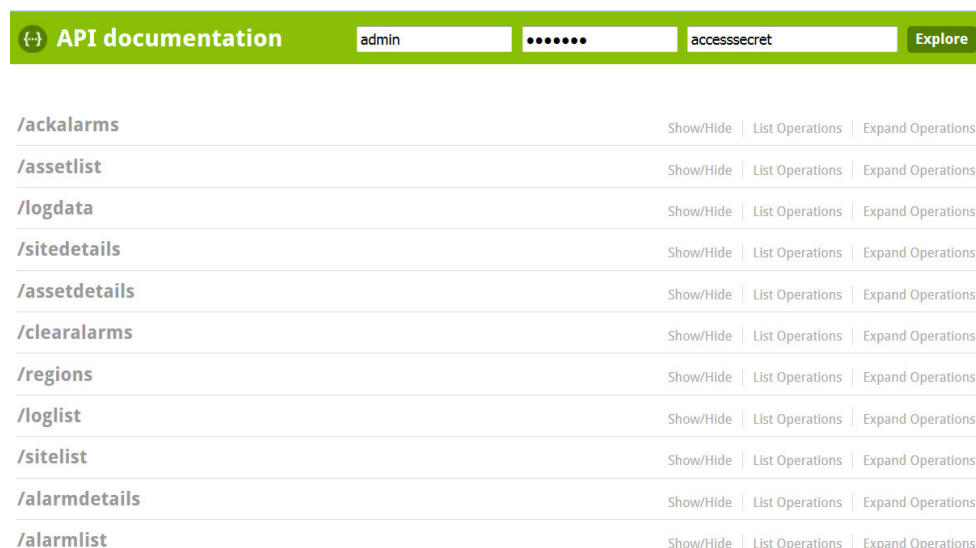 {···} API documentation admin ••••••• accesssecret Explore
/ackalarms Show/Hide List Operations Expand Operations
/assetlist Show/Hide List Operations Expand Operations
/logdata Show/Hide List Operations Expand Operations
/sitedetails Show/Hide List Operations Expand Operations
/assetdetails Show/Hide List Operations Expand Operations
/clearalarms Show/Hide List Operations Expand Operations
/regions Show/Hide List Operations Expand Operations
/loglist Show/Hide List Operations Expand Operations
/sitelist Show/Hide List Operations Expand Operations
/alarmdetails Show/Hide List Operations Expand Operations
/alarmlist Show/Hide List Operations Expand Operations